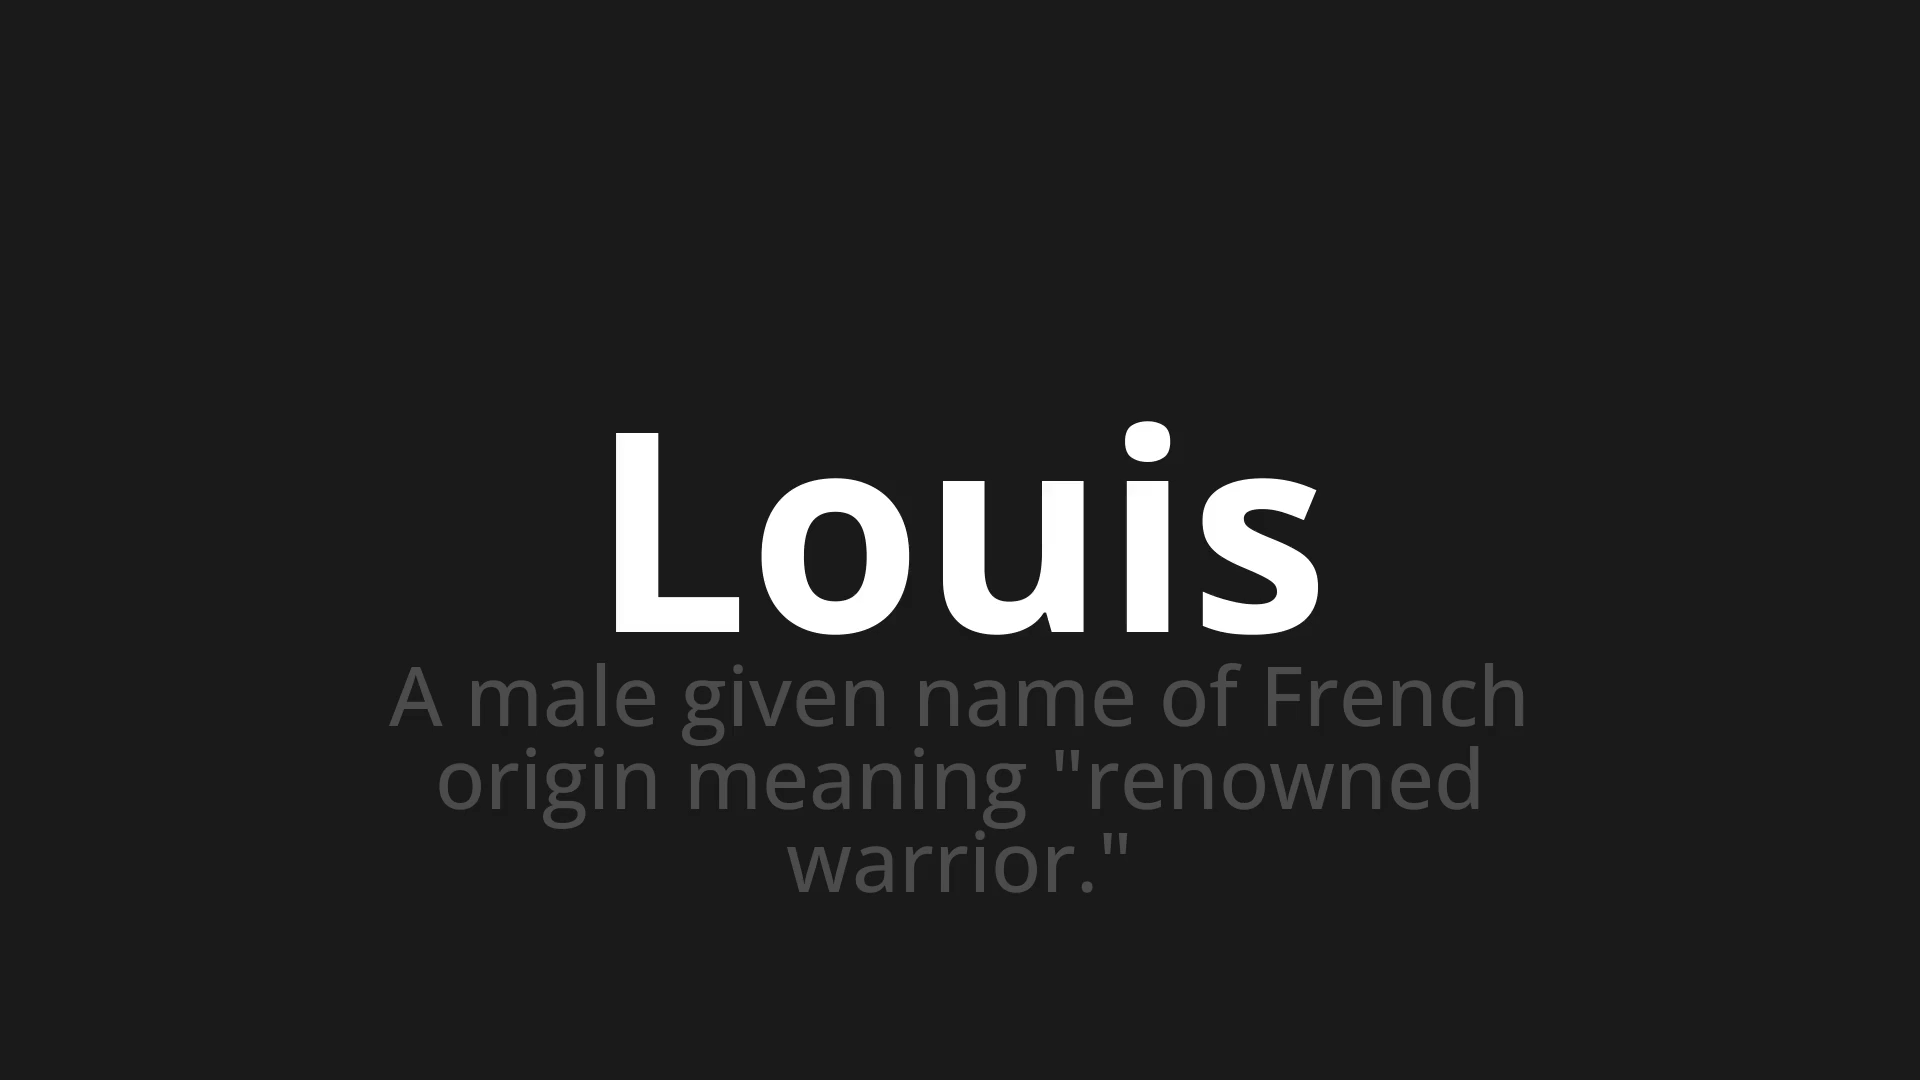 Louis
A male given name of French
origin meaning "renowned
warrior."